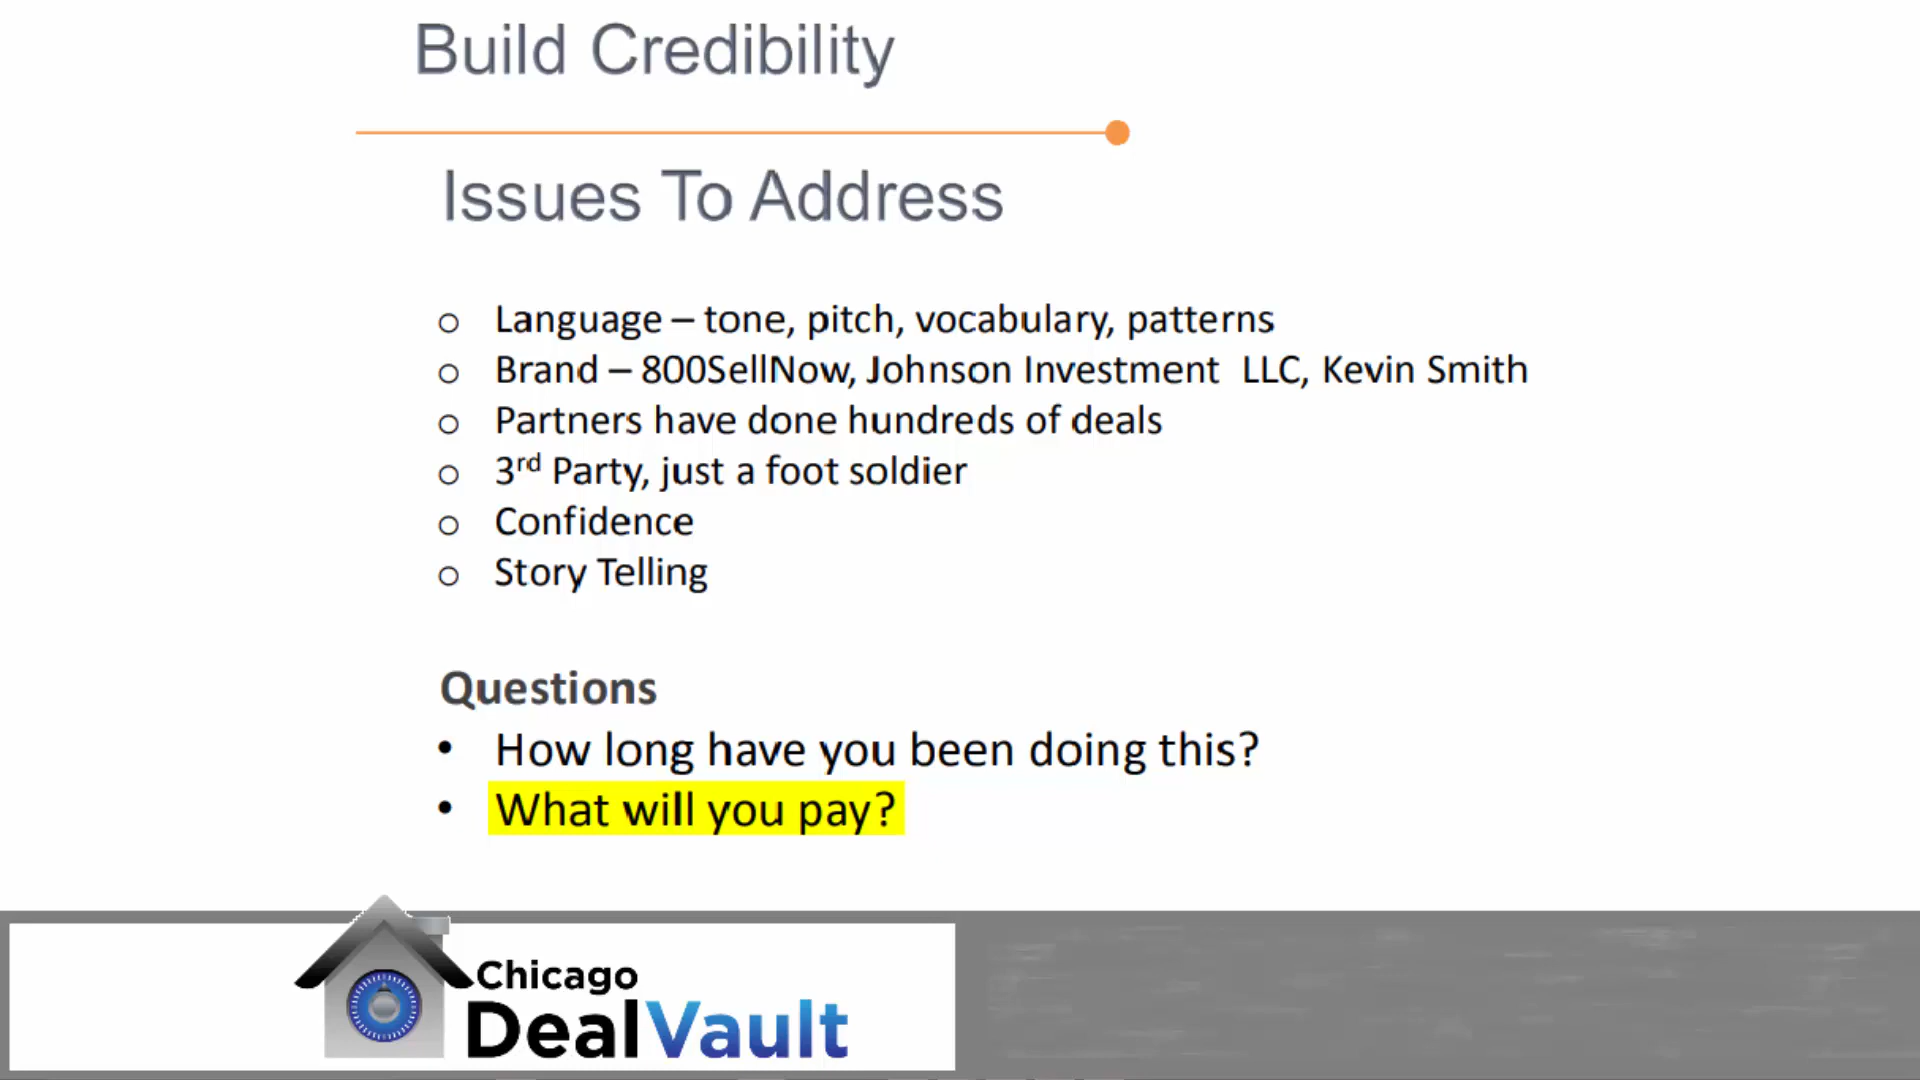 Build Credibility
Issues To Address
o Language – tone, pitch, vocabulary, patterns
o Brand – 800SellNow, Johnson Investment LLC, Kevin Smith
o Partners have done hundreds of deals
o 3rd Party, just a foot soldier
o Confidence
o Story Telling
Questions
• How long have you been doing this?
• What will you pay?
Chicago
DealVault